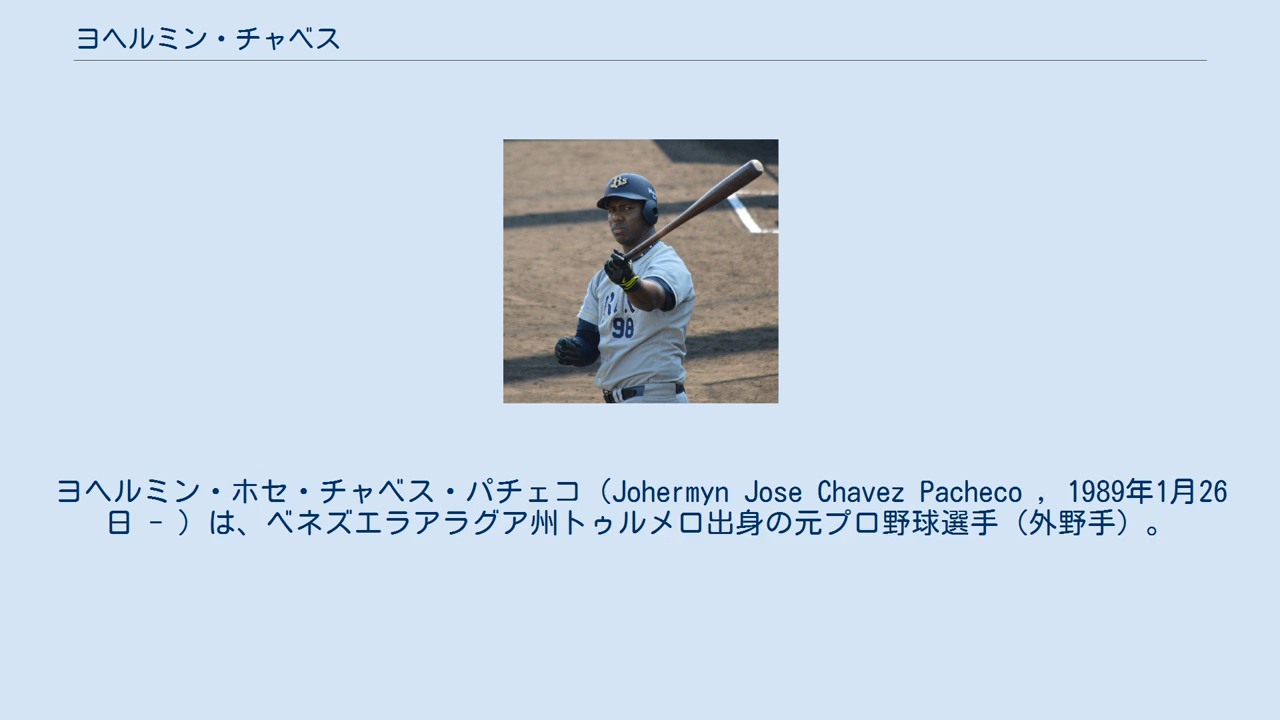 ヨヘルミン・チャベス
Bs
98
ヨヘルミン・ホセ・チャベス・パチェコ（Johermyn Jose Chavez Pacheco , 1989年1月26
日 - ）は、ベネズエラアラグア州トゥルメロ出身の元プロ野球選手（外野手）。